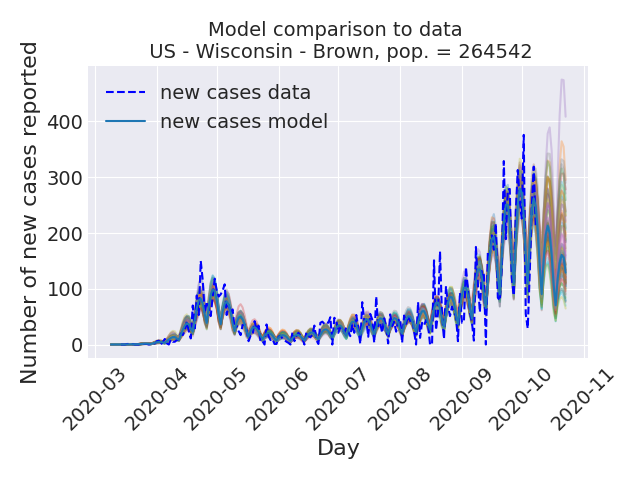 Model comparison to data
US - Wisconsin - Brown, pop. = 264542
new cases data
new cases model
Number of new cases reported
400
300
200
100
0
2020-03
2020-04
2020-05
2020-06
2020-07
2020-08
2020-09
2020-10
2020-11
Day